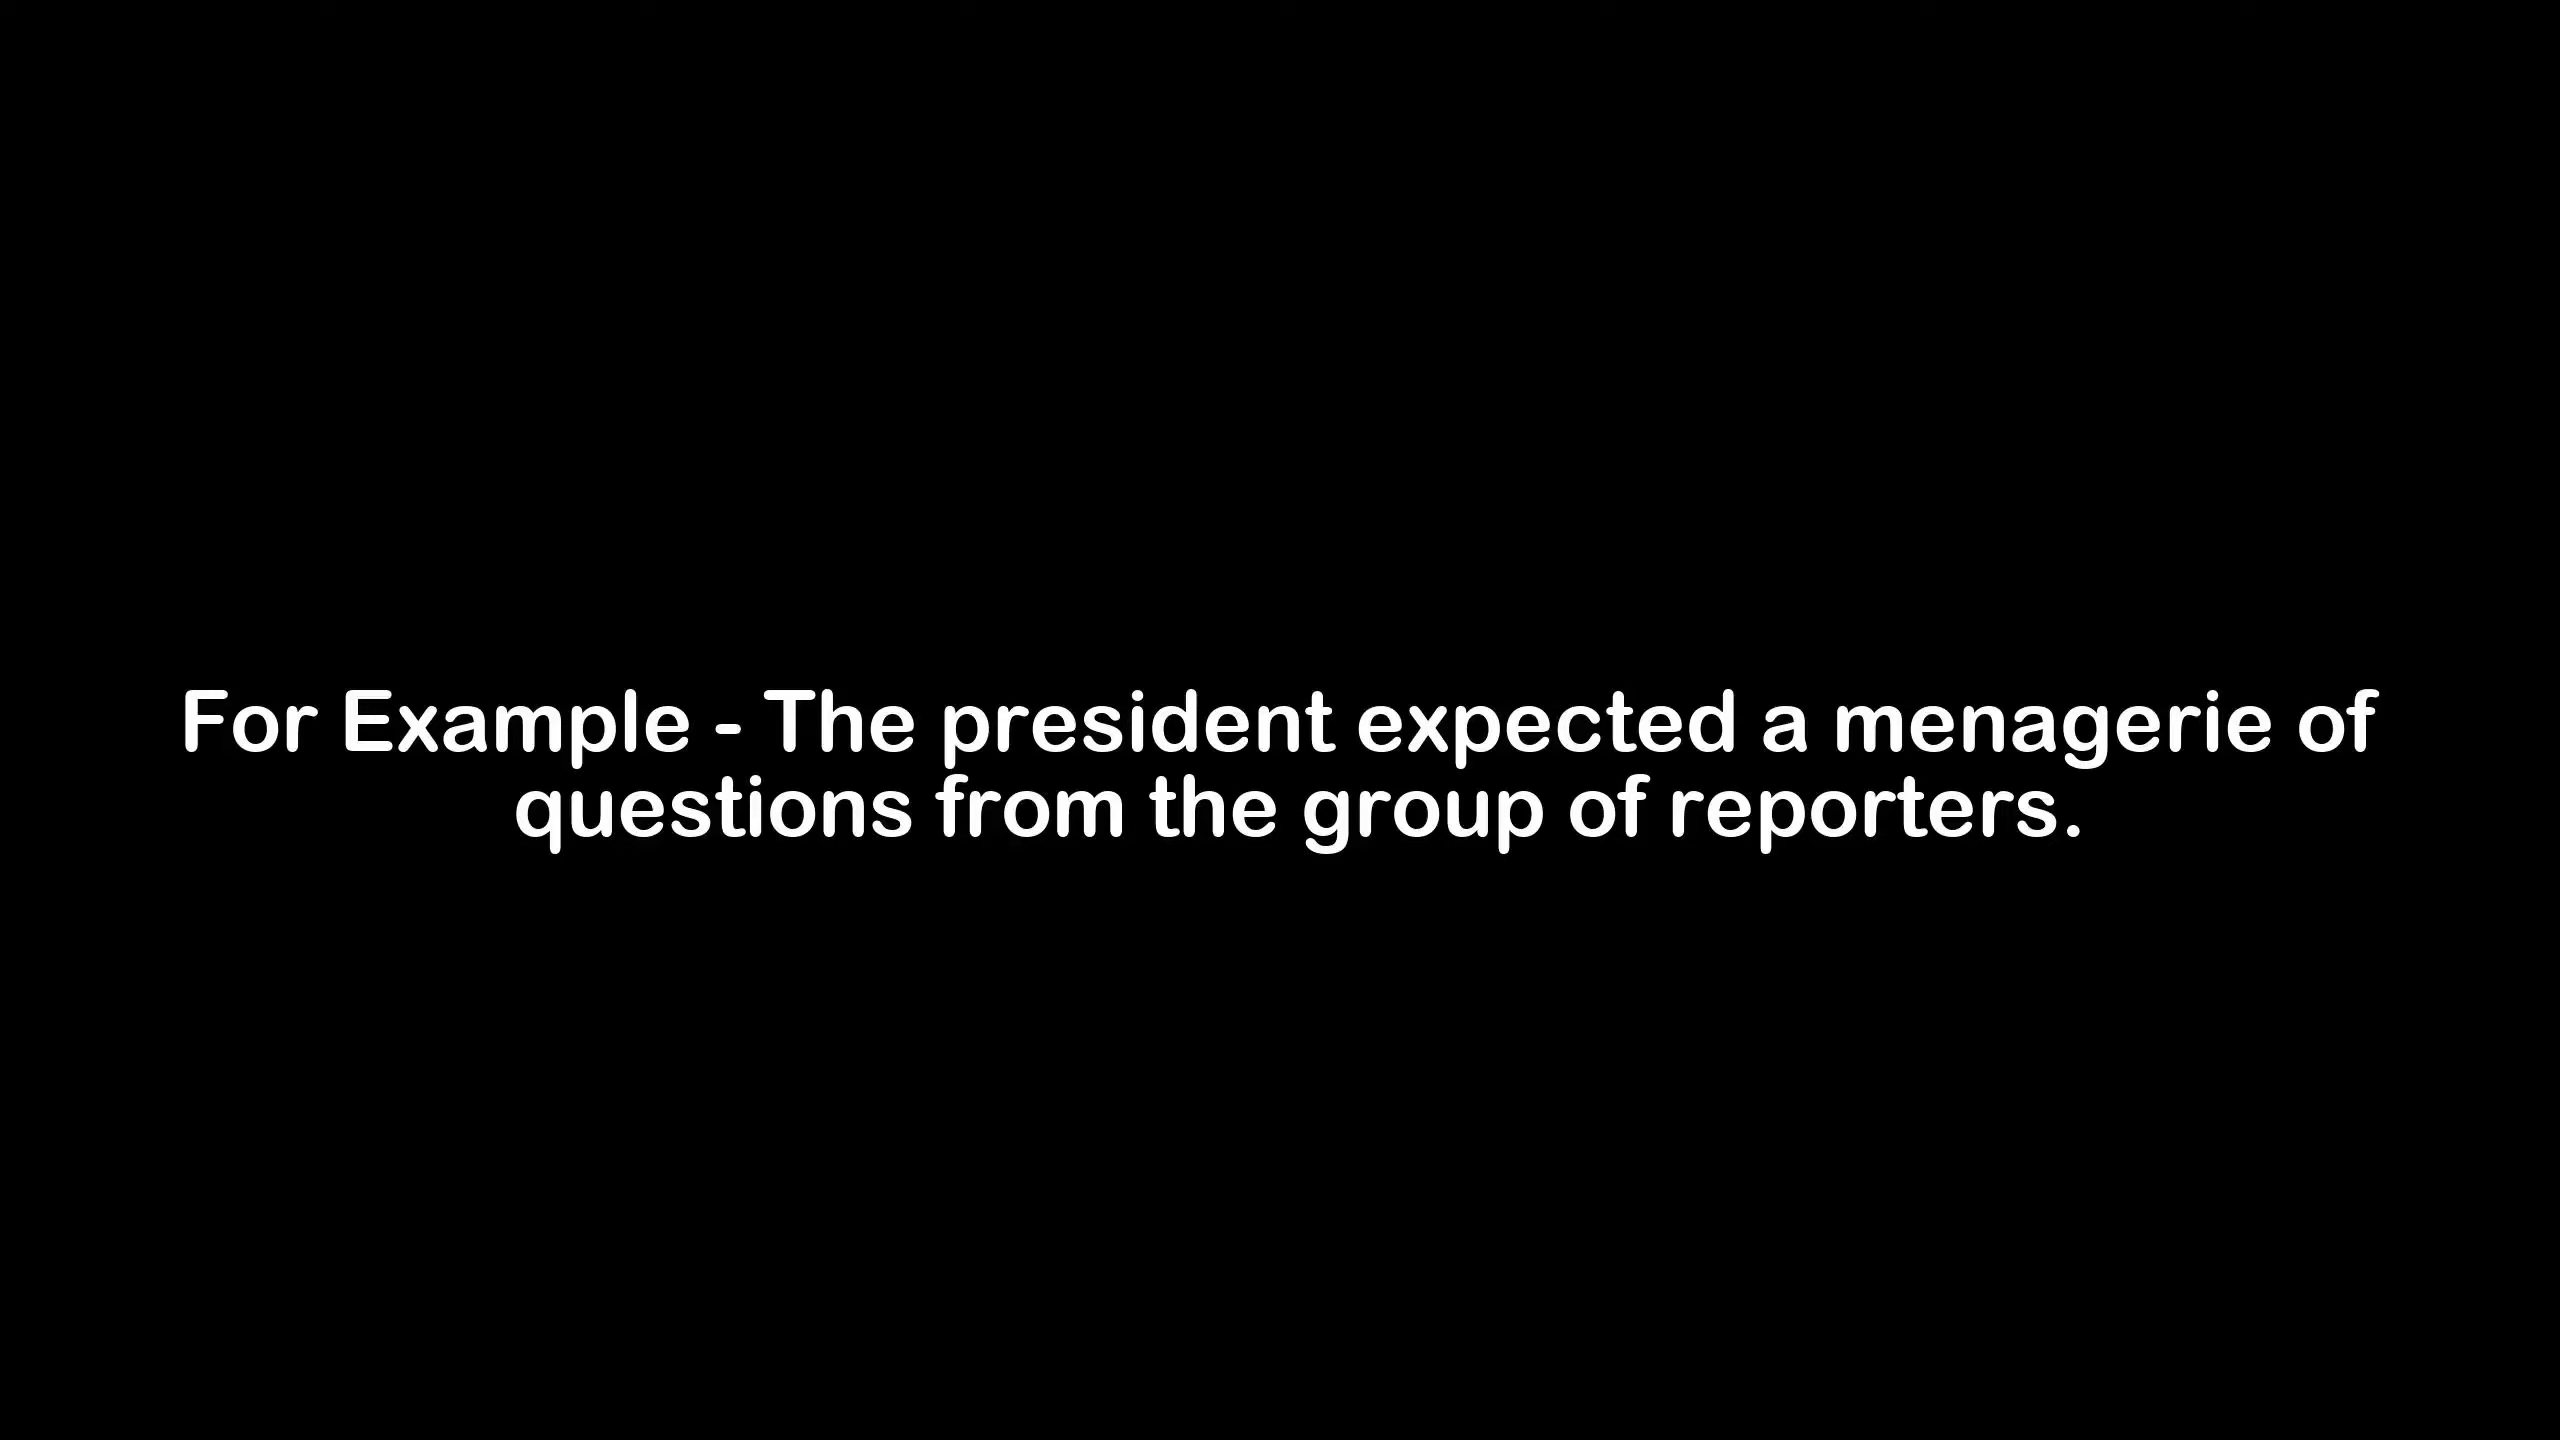 For Example - The president expected a menagerie of
questions from the group of reporters.